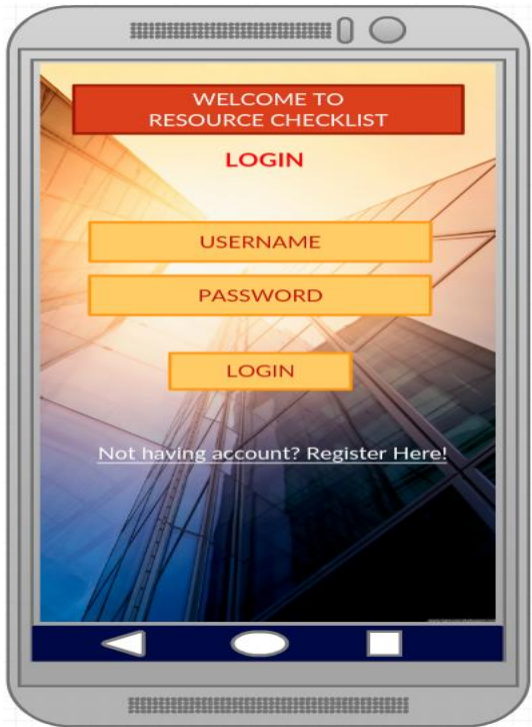 WELCOME TO
RESOURCE CHECKLIST
LOGIN
USERNAME
PASSWORD
LOGIN
Not having account? Register Here!